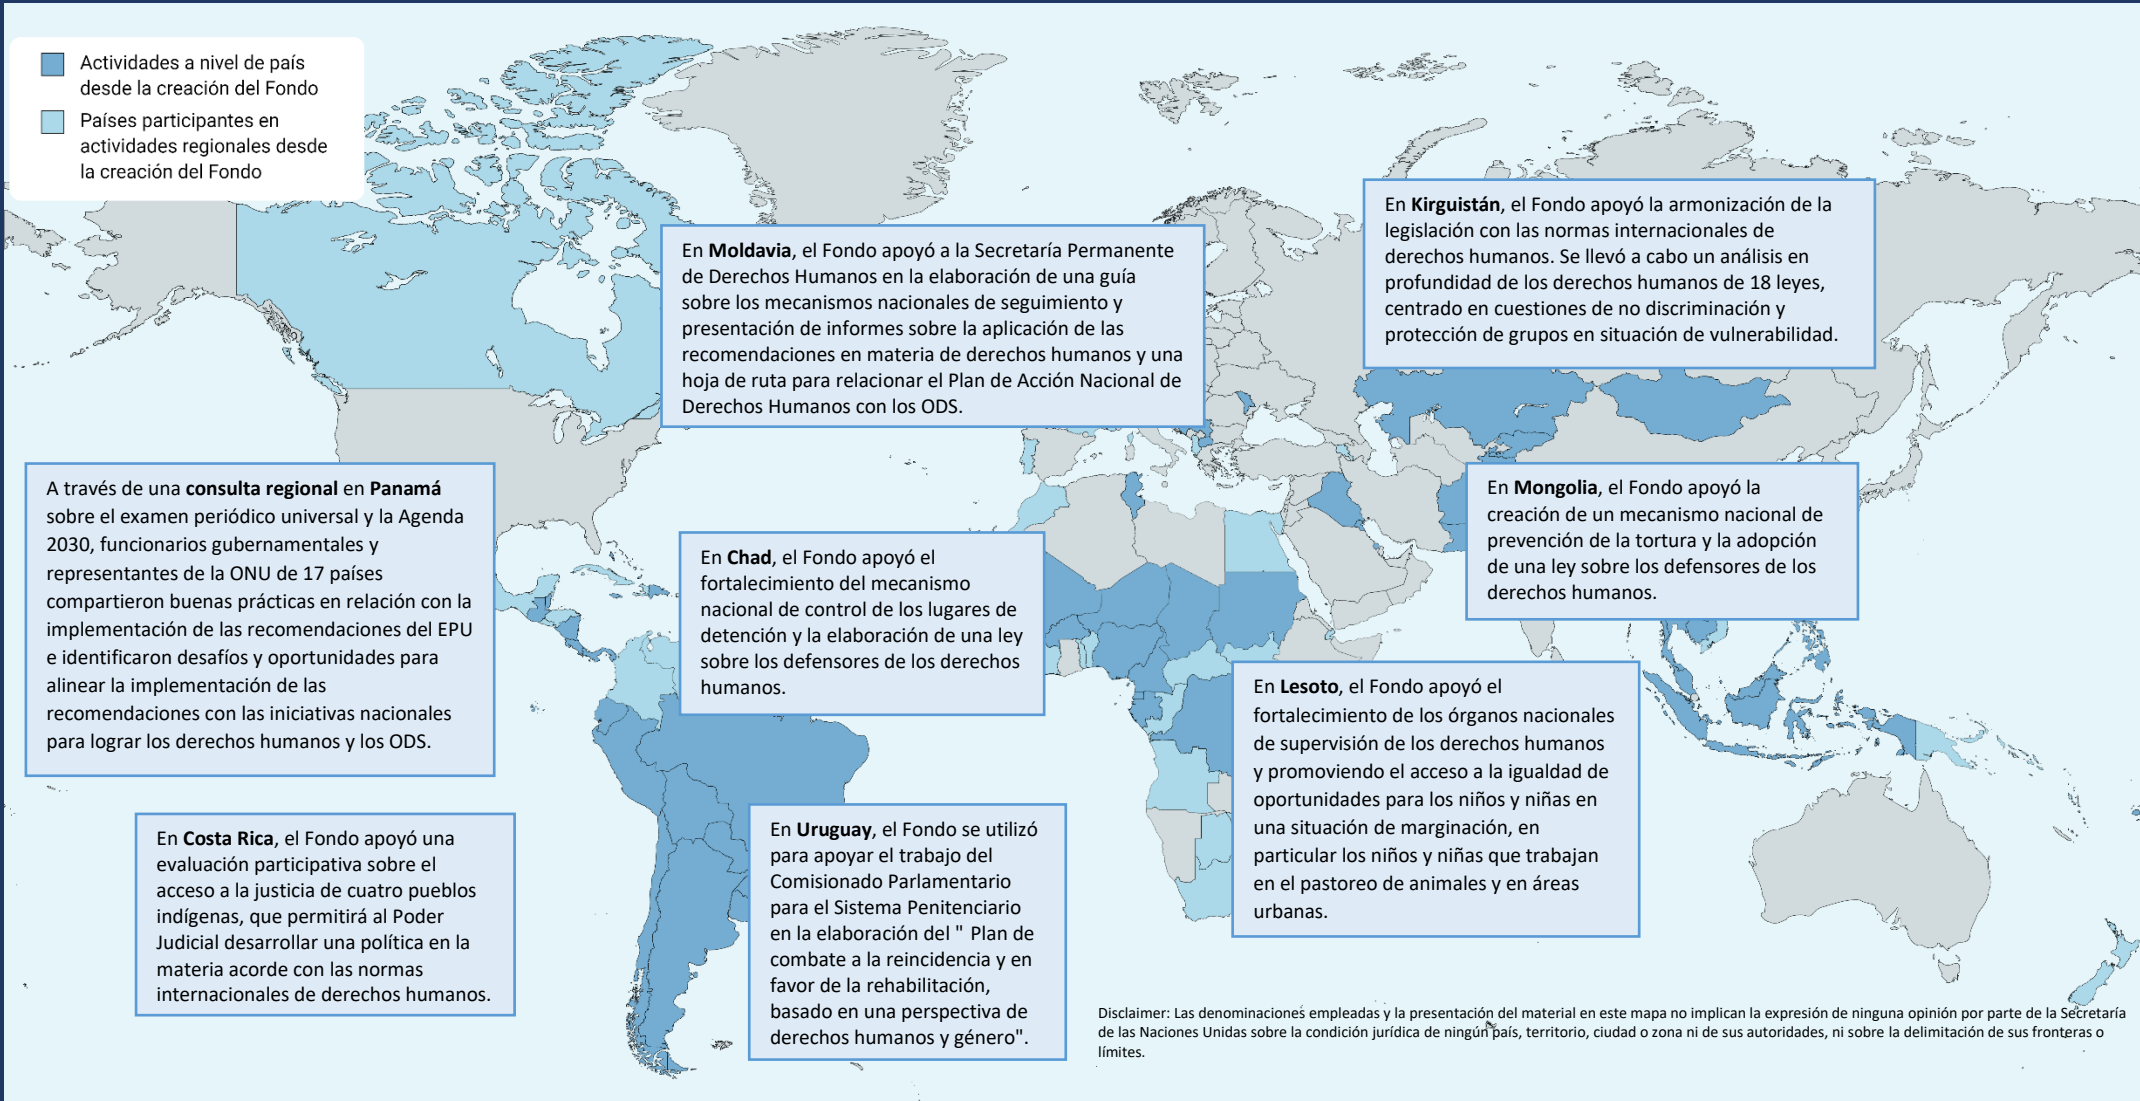 Actividades a nivel de país
desde la creación del Fondo
Países participantes en
actividades regionales desde
la creación del Fondo
En Moldavia, el Fondo apoyó a la Secretaría Permanente
de Derechos Humanos en la elaboración de una guía
sobre los mecanismos nacionales de seguimiento y
presentación de informes sobre la aplicación de las
recomendaciones en materia de derechos humanos y una
hoja de ruta para relacionar el Plan de Acción Nacional de
Derechos Humanos con los ODS.
En Kirguistán, el Fondo apoyó la armonización de la
legislación con las normas internacionales de
derechos humanos. Se llevó a cabo un análisis en
profundidad de los derechos humanos de 18 leyes,
centrado en cuestiones de no discriminación y
protección de grupos en situación de vulnerabilidad.
A través de una consulta regional en Panamá
sobre el examen periódico universal y la Agenda
2030, funcionarios gubernamentales y
representantes de la ONU de 17 países
compartieron buenas prácticas en relación con la
implementación de las recomendaciones del EPU
e identificaron desafíos y oportunidades para
alinear la implementación de las
recomendaciones con las iniciativas nacionales
para lograr los derechos humanos y los ODS.
En Chad, el Fondo apoyó el
fortalecimiento del mecanismo
nacional de control de los lugares de
detención y la elaboración de una ley
sobre los defensores de los derechos
humanos.
En Mongolia, el Fondo apoyó la
creación de un mecanismo nacional de
prevención de la tortura y la adopción
de una ley sobre los defensores de los
derechos humanos.
En Lesoto, el Fondo apoyó el
fortalecimiento de los órganos nacionales
de supervisión de los derechos humanos
y promoviendo el acceso a la igualdad de
oportunidades para los niños y niñas en
una situación de marginación, en
particular los niños y niñas que trabajan
en el pastoreo de animales y en áreas
urbanas.
En Costa Rica, el Fondo apoyó una
evaluación participativa sobre el
acceso a la justicia de cuatro pueblos
indígenas, que permitirá al Poder
Judicial desarrollar una política en la
materia acorde con las normas
internacionales de derechos humanos.
En Uruguay, el Fondo se utilizó
para apoyar el trabajo del
Comisionado Parlamentario
para el Sistema Penitenciario
en la elaboración del " Plan de
combate a la reincidencia y en
favor de la rehabilitación,
basado en una perspectiva de
derechos humanos y género".
Disclaimer: Las denominaciones empleadas y la presentación del material en este mapa no implican la expresión de ninguna opinión por parte de la Secretaría
de las Naciones Unidas sobre la condición jurídica de ningún país, territorio, ciudad o zona ni de sus autoridades, ni sobre la delimitación de sus fronteras o
límites.